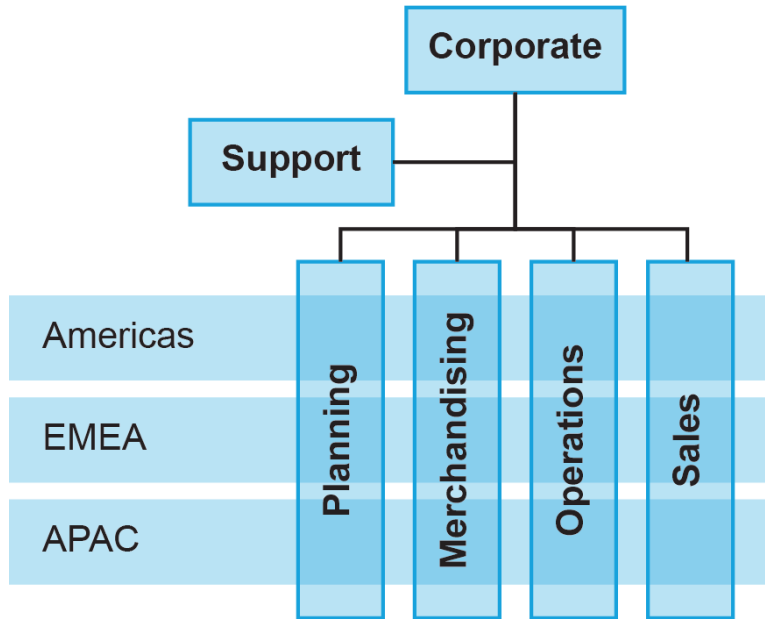 Corporate
Support
Americas
EMEA
APAC
Planning
Merchandising
Operations
Sales